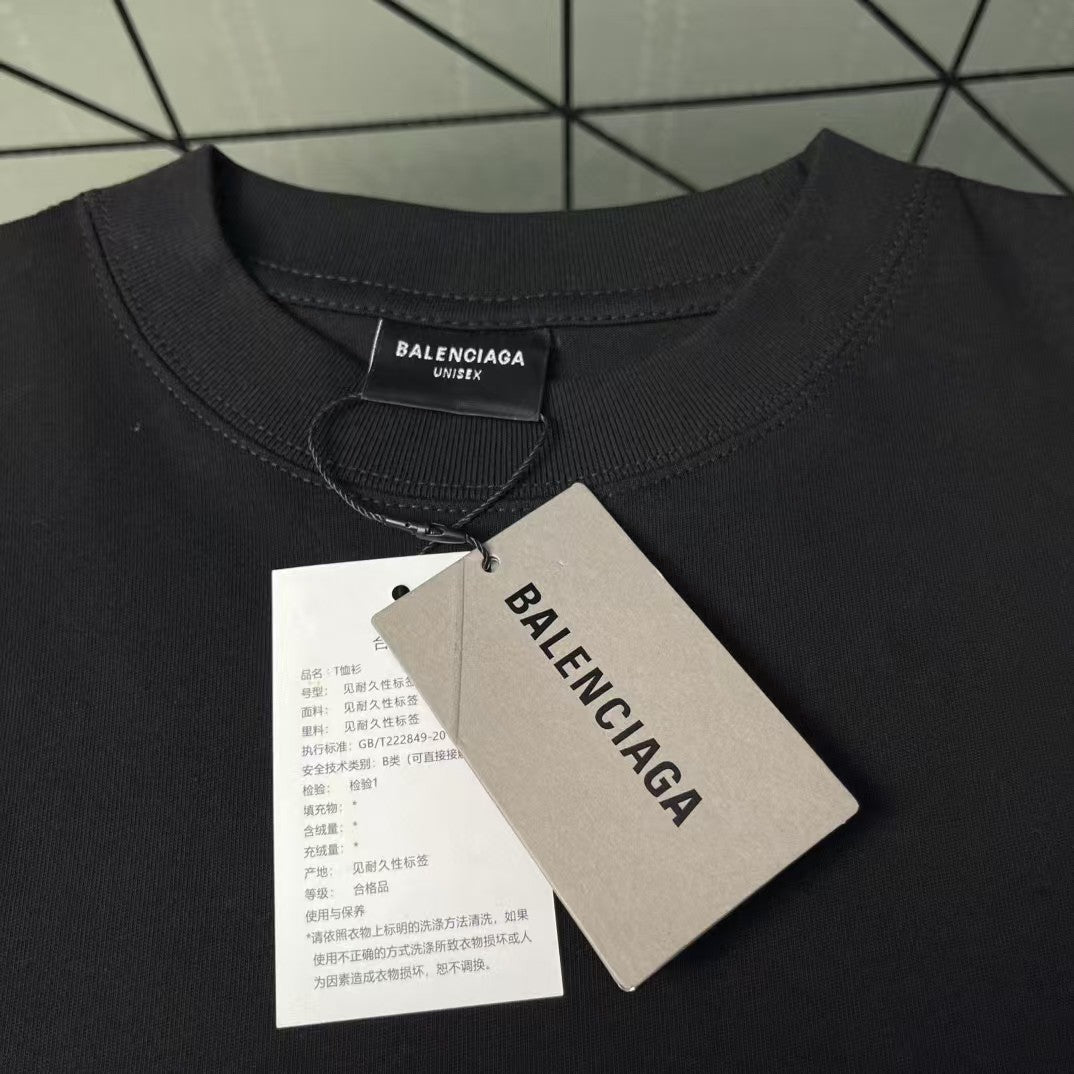 BALENCIAGA
UNISEX
BALENCIAGA
合
品名：T恤衫
号型： 见耐久性标签
面料： 见耐久性标签
里料： 见耐久性标签
执行标准：GB/T222849-20
安全技术类别：B类（可直接接
检验： 检验1
填充物：*
含绒量：*
充绒量：*
产地： 见耐久性标签
等级： 合格品
使用与保养
*请依照衣物上标明的洗涤方法清洗，如果
使用不正确的方式洗涤所致衣物损坏或人
为因素造成衣物损坏，恕不调换。